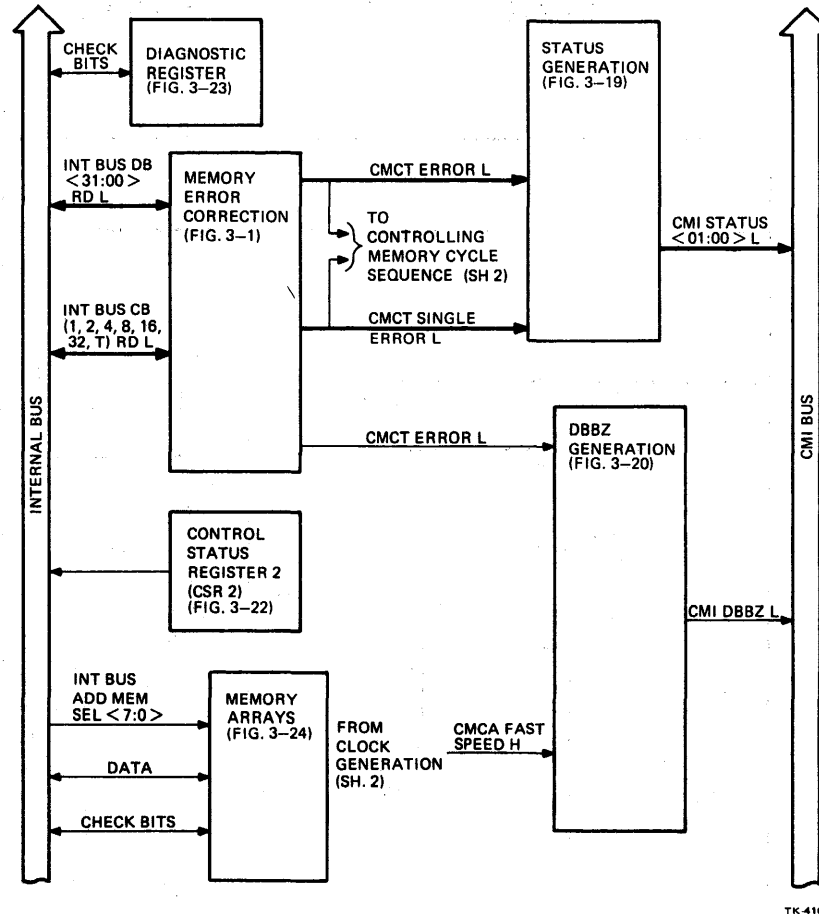 CHECK
BITS
DIAGNOSTIC
REGISTER
(FIG. 3–23)
STATUS
GENERATION
(FIG. 3–19)
INT BUS DB
<31:00>
RD L
MEMORY
ERROR
CORRECTION
(FIG. 3–1)
CMCT ERROR L
TO
CONTROLLING
MEMORY CYCLE
SEQUENCE (SH 2)
CMI STATUS
<01:00> L
INT BUS CB
(1, 2, 4, 8, 16,
32, T) RD L
CMCT SINGLE
ERROR L
INTERNAL BUS
CMI BUS
CMCT ERROR L
DBBZ
GENERATION
(FIG. 3–20)
CONTROL
STATUS
REGISTER 2
(CSR 2)
(FIG. 3–22)
CMI DBBZ L
INT BUS
ADD MEM
SEL <7:0>
MEMORY
ARRAYS
(FIG. 3–24)
FROM
CLOCK
GENERATION
(SH. 2)
CMCA FAST
SPEED H
DATA
CHECK BITS